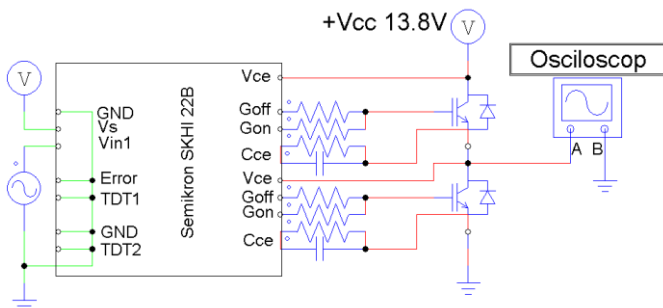 +Vcc 13.8V
V
Osciloscop
V
Vce
Semikron SKHI 22B
GND
Goff
Vs
Gon
Vin1
Cce
A B
Error
Vce
TDT1
Goff
Gon
GND
Cce
TDT2